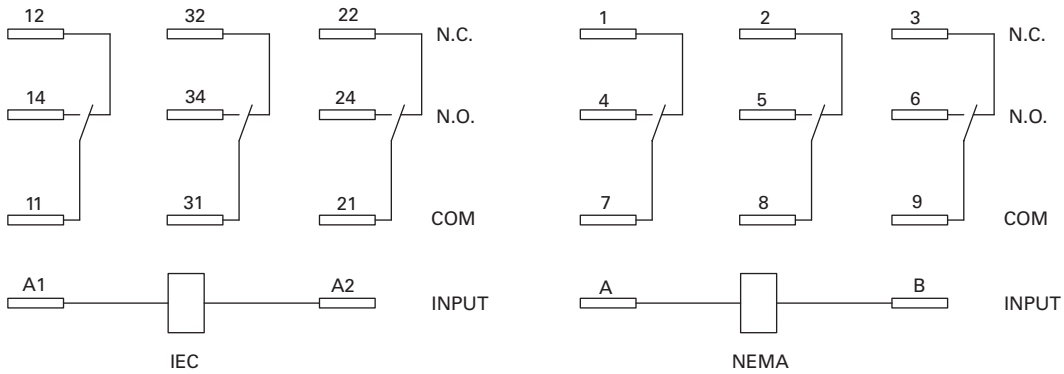 12 32 22 N.C.
14 34 24 N.O.
11 31 21 COM
A1 A2 INPUT
IEC
1 2 3 N.C.
4 5 6 N.O.
7 8 9 COM
A B INPUT
NEMA